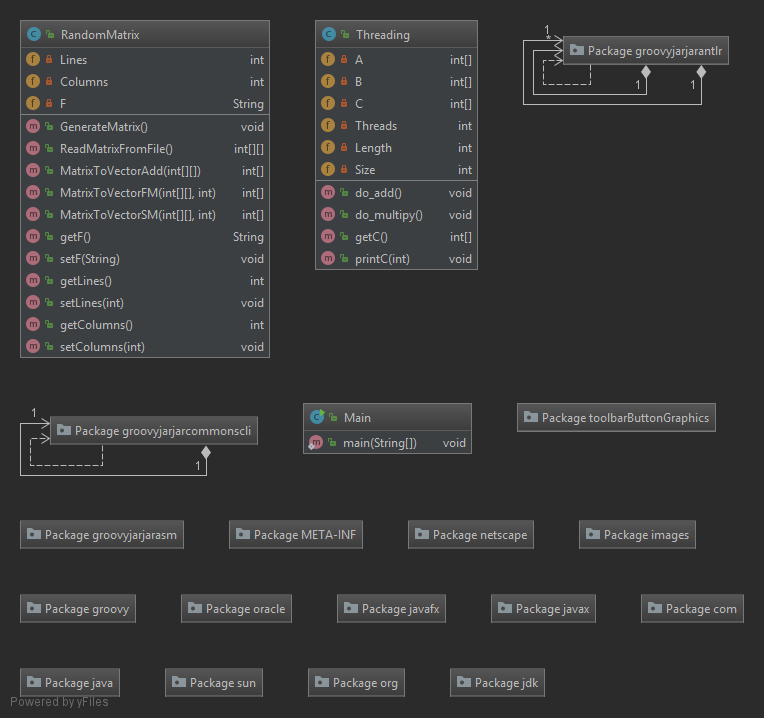 RandomMatrix
Lines int
Columns int
F String
GenerateMatrix() void
ReadMatrixFromFile() int[][]
MatrixToVectorAdd(int[][]) int[]
MatrixToVectorFM(int[][], int) int[]
MatrixToVectorSM(int[][], int) int[]
getF() String
setF(String) void
getLines() int
setLines(int) void
getColumns() int
setColumns(int) void
Threading
A int[]
B int[]
C int[]
Threads int
Length int
Size int
do_add() void
do_multipy() void
getC() int[]
printC(int) void
1
*
Package groovyjarjarantlr
1 1
1
Package groovyjarjarcommonscli
1
Main
main(String[]) void
Package toolbarButtonGraphics
Package groovyjarjarasm
Package META-INF
Package netscape
Package images
Package groovy
Package oracle
Package javafx
Package javax
Package com
Package java
Package sun
Package org
Package jdk
Powered by yFiles